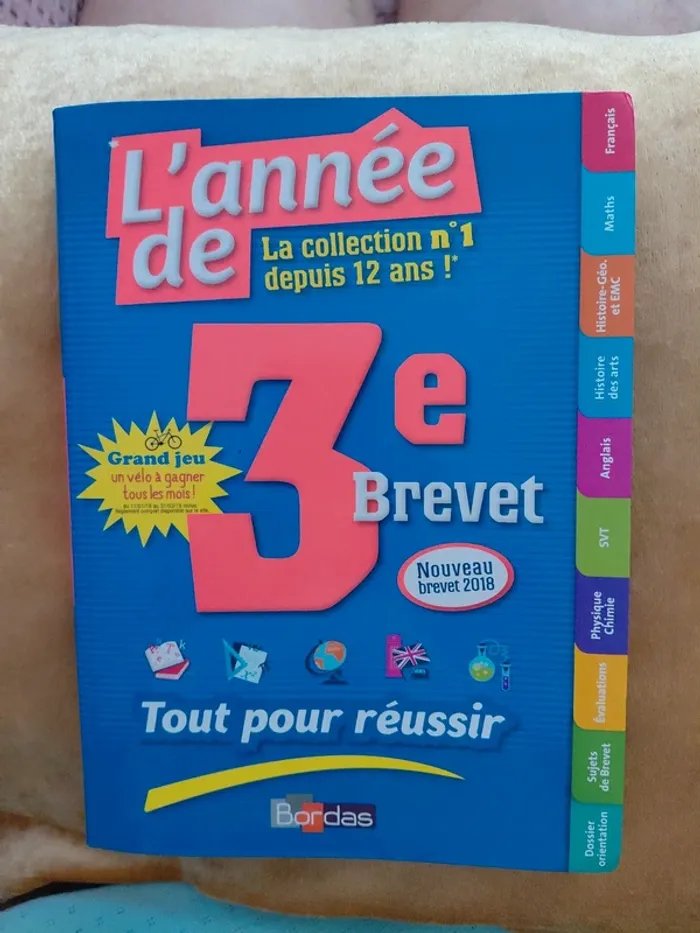 L'année
de
La collection n°1
depuis 12 ans !*
3e
Brevet
Grand jeu
un vélo à gagner
tous les mois !
Nouveau
brevet 2018
Tout pour réussir
Bordas
Français
Maths
Histoire-Géo.
et EMC
Histoire
des arts
Anglais
SVT
Physique
Chimie
Évaluations
Sujets
de Brevet
Dossier
orientation